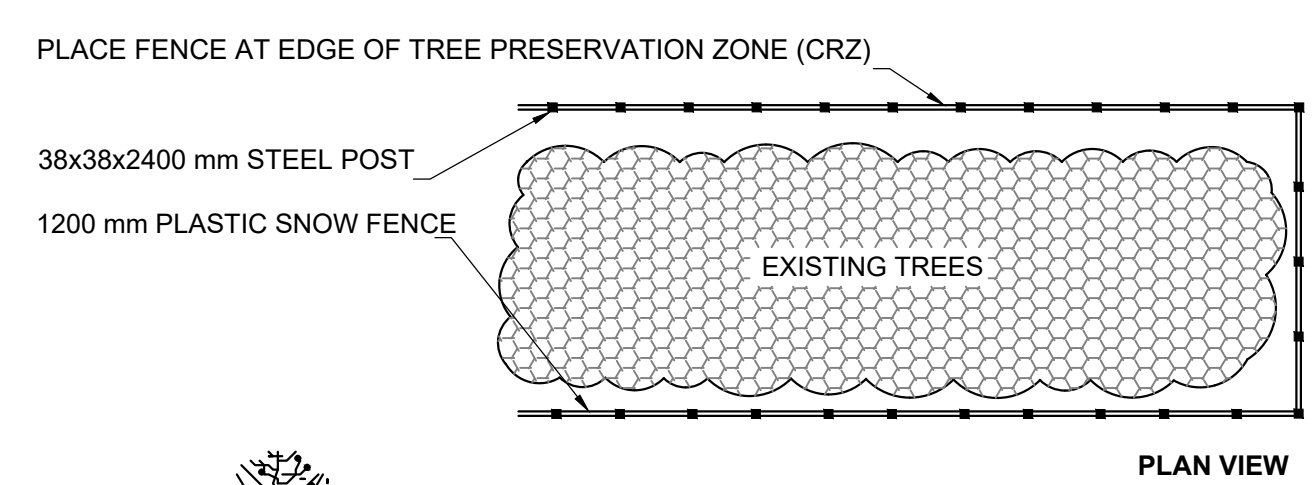 PLACE FENCE AT EDGE OF TREE PRESERVATION ZONE (CRZ)
38x38x2400 mm STEEL POST
1200 mm PLASTIC SNOW FENCE
EXISTING TREES
PLAN VIEW